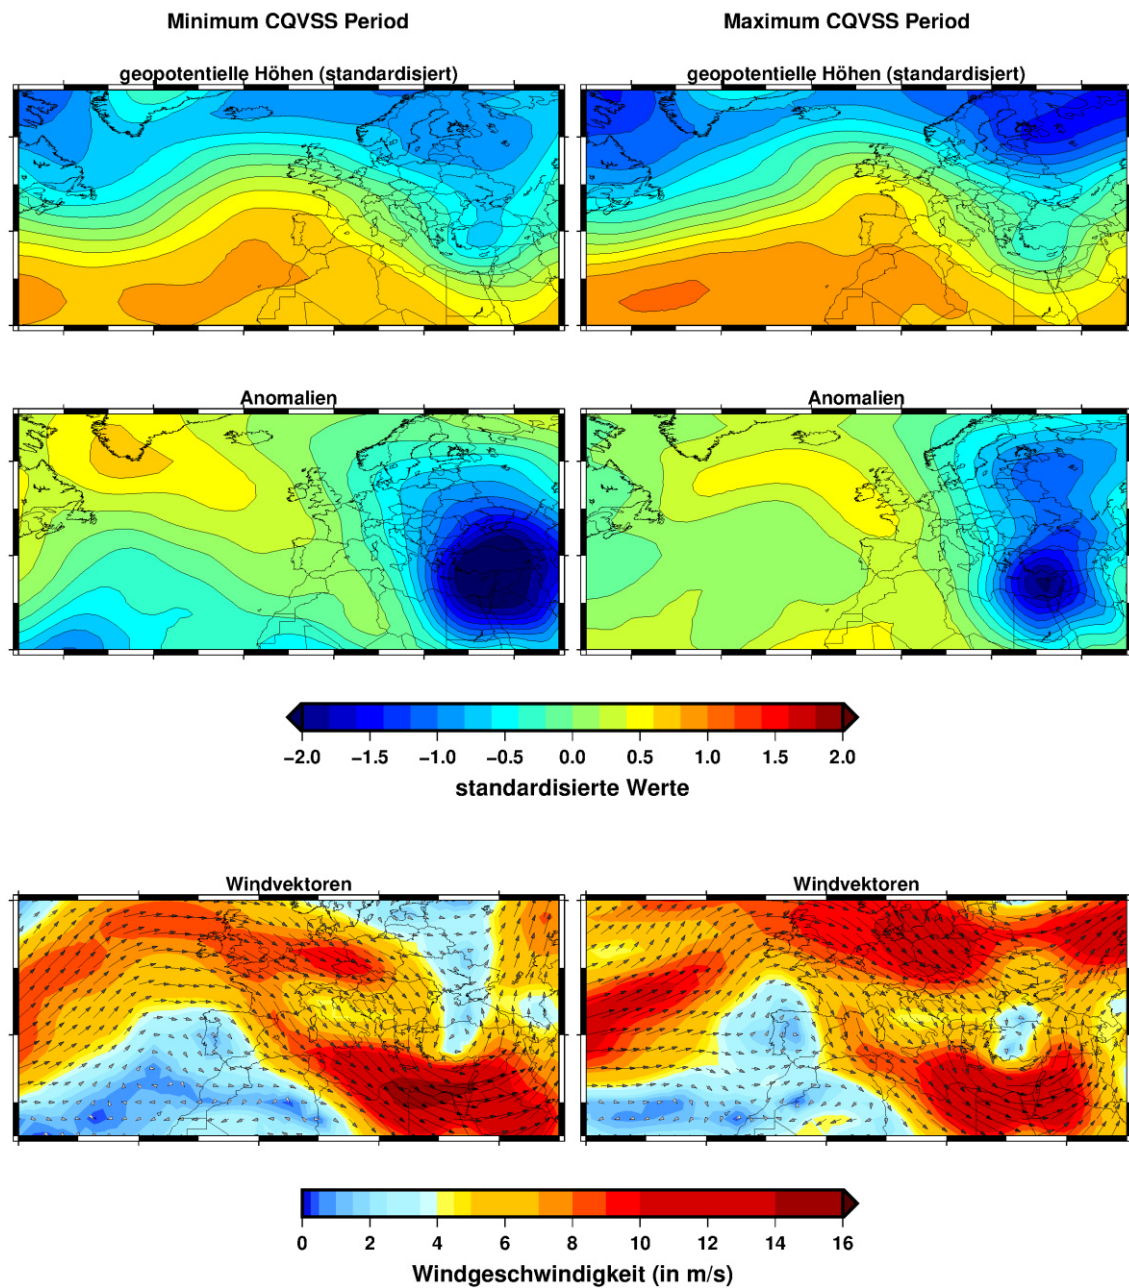 Minimum CQVSS Period
Maximum CQVSS Period
geopotentielle Höhen (standardisiert)
geopotentielle Höhen (standardisiert)
Anomalien
Anomalien
−2.0 −1.5 −1.0 −0.5 0.0 0.5 1.0 1.5 2.0
standardisierte Werte
Windvektoren
Windvektoren
0 2 4 6 8 10 12 14 16
Windgeschwindigkeit (in m/s)